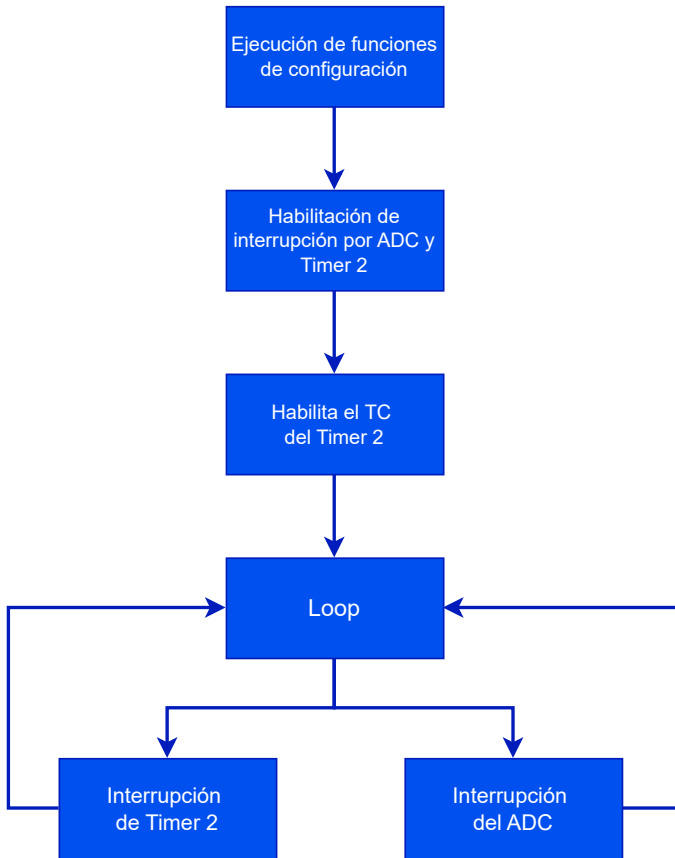 Ejecución de funciones
de configuración
Habilitación de
interrupción por ADC y
Timer 2
Habilita el TC
del Timer 2
Loop
Interrupción
de Timer 2
Interrupción
del ADC